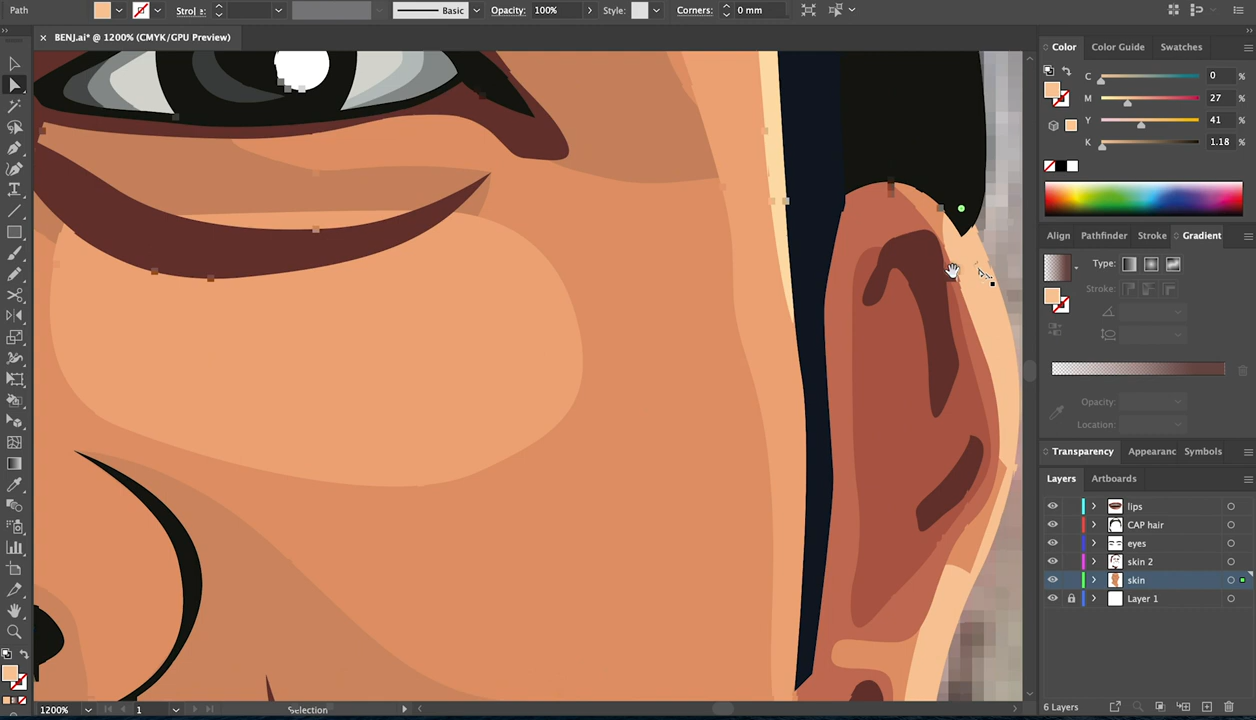 Path
Strol :
Basic
Opacity: 100%
Style:
Corners: 0 mm
BENJ.ai* @ 1200% (CMYK/GPU Preview)
Color Color Guide Swatches
C 0 %
M 27 %
Y 41 %
K 1.18 %
Align Pathfinder Stroke Gradient
Type:
Stroke:
Opacity:
Location:
Transparency Appearanc Symbols
Layers Artboards
lips
CAP hair
eyes
skin 2
skin
Layer 1
1200% 1 Selection
6 Layers